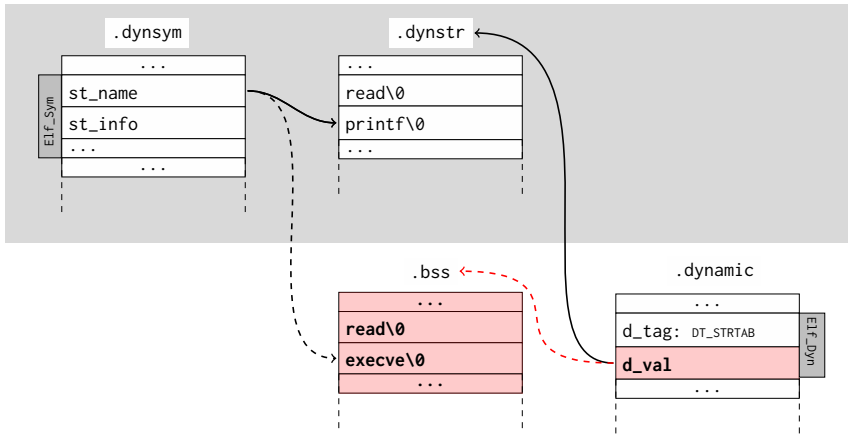 .dynsym
...
st_name
st_info
...
...
Elf_Sym
.dynstr
...
read\0
printf\0
...
.bss
...
read\0
execve\0
...
.dynamic
...
d_tag: DT_STRTAB
d_val
...
Elf_Dyn